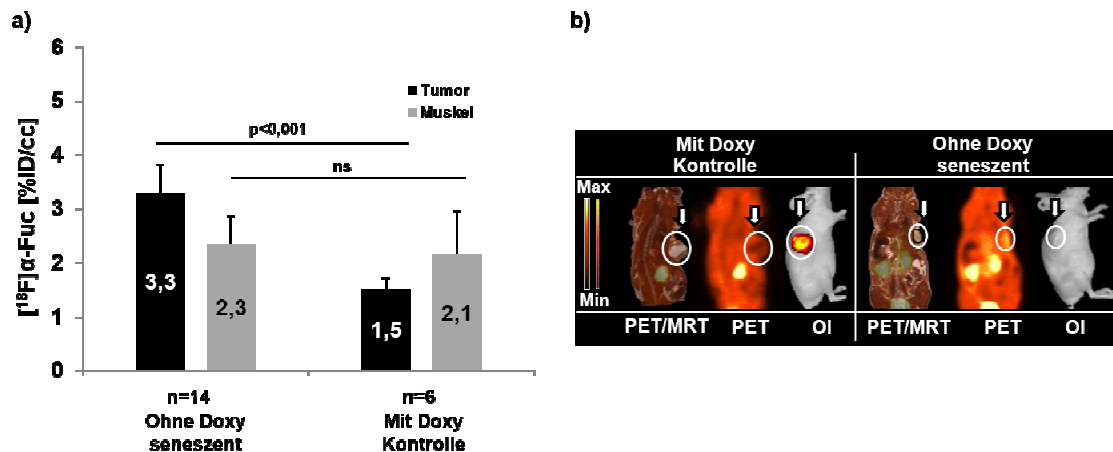 a)
[¹⁸F]α-Fuc [%ID/cc]
6
5
4
3
2
1
0
Tumor
Muskel
p<0,001
ns
3,3
2,3
1,5
2,1
n=14
Ohne Doxy
seneszent
n=6
Mit Doxy
Kontrolle
b)
Mit Doxy
Kontrolle
Ohne Doxy
seneszent
Max
Min
PET/MRT PET OI
PET/MRT PET OI